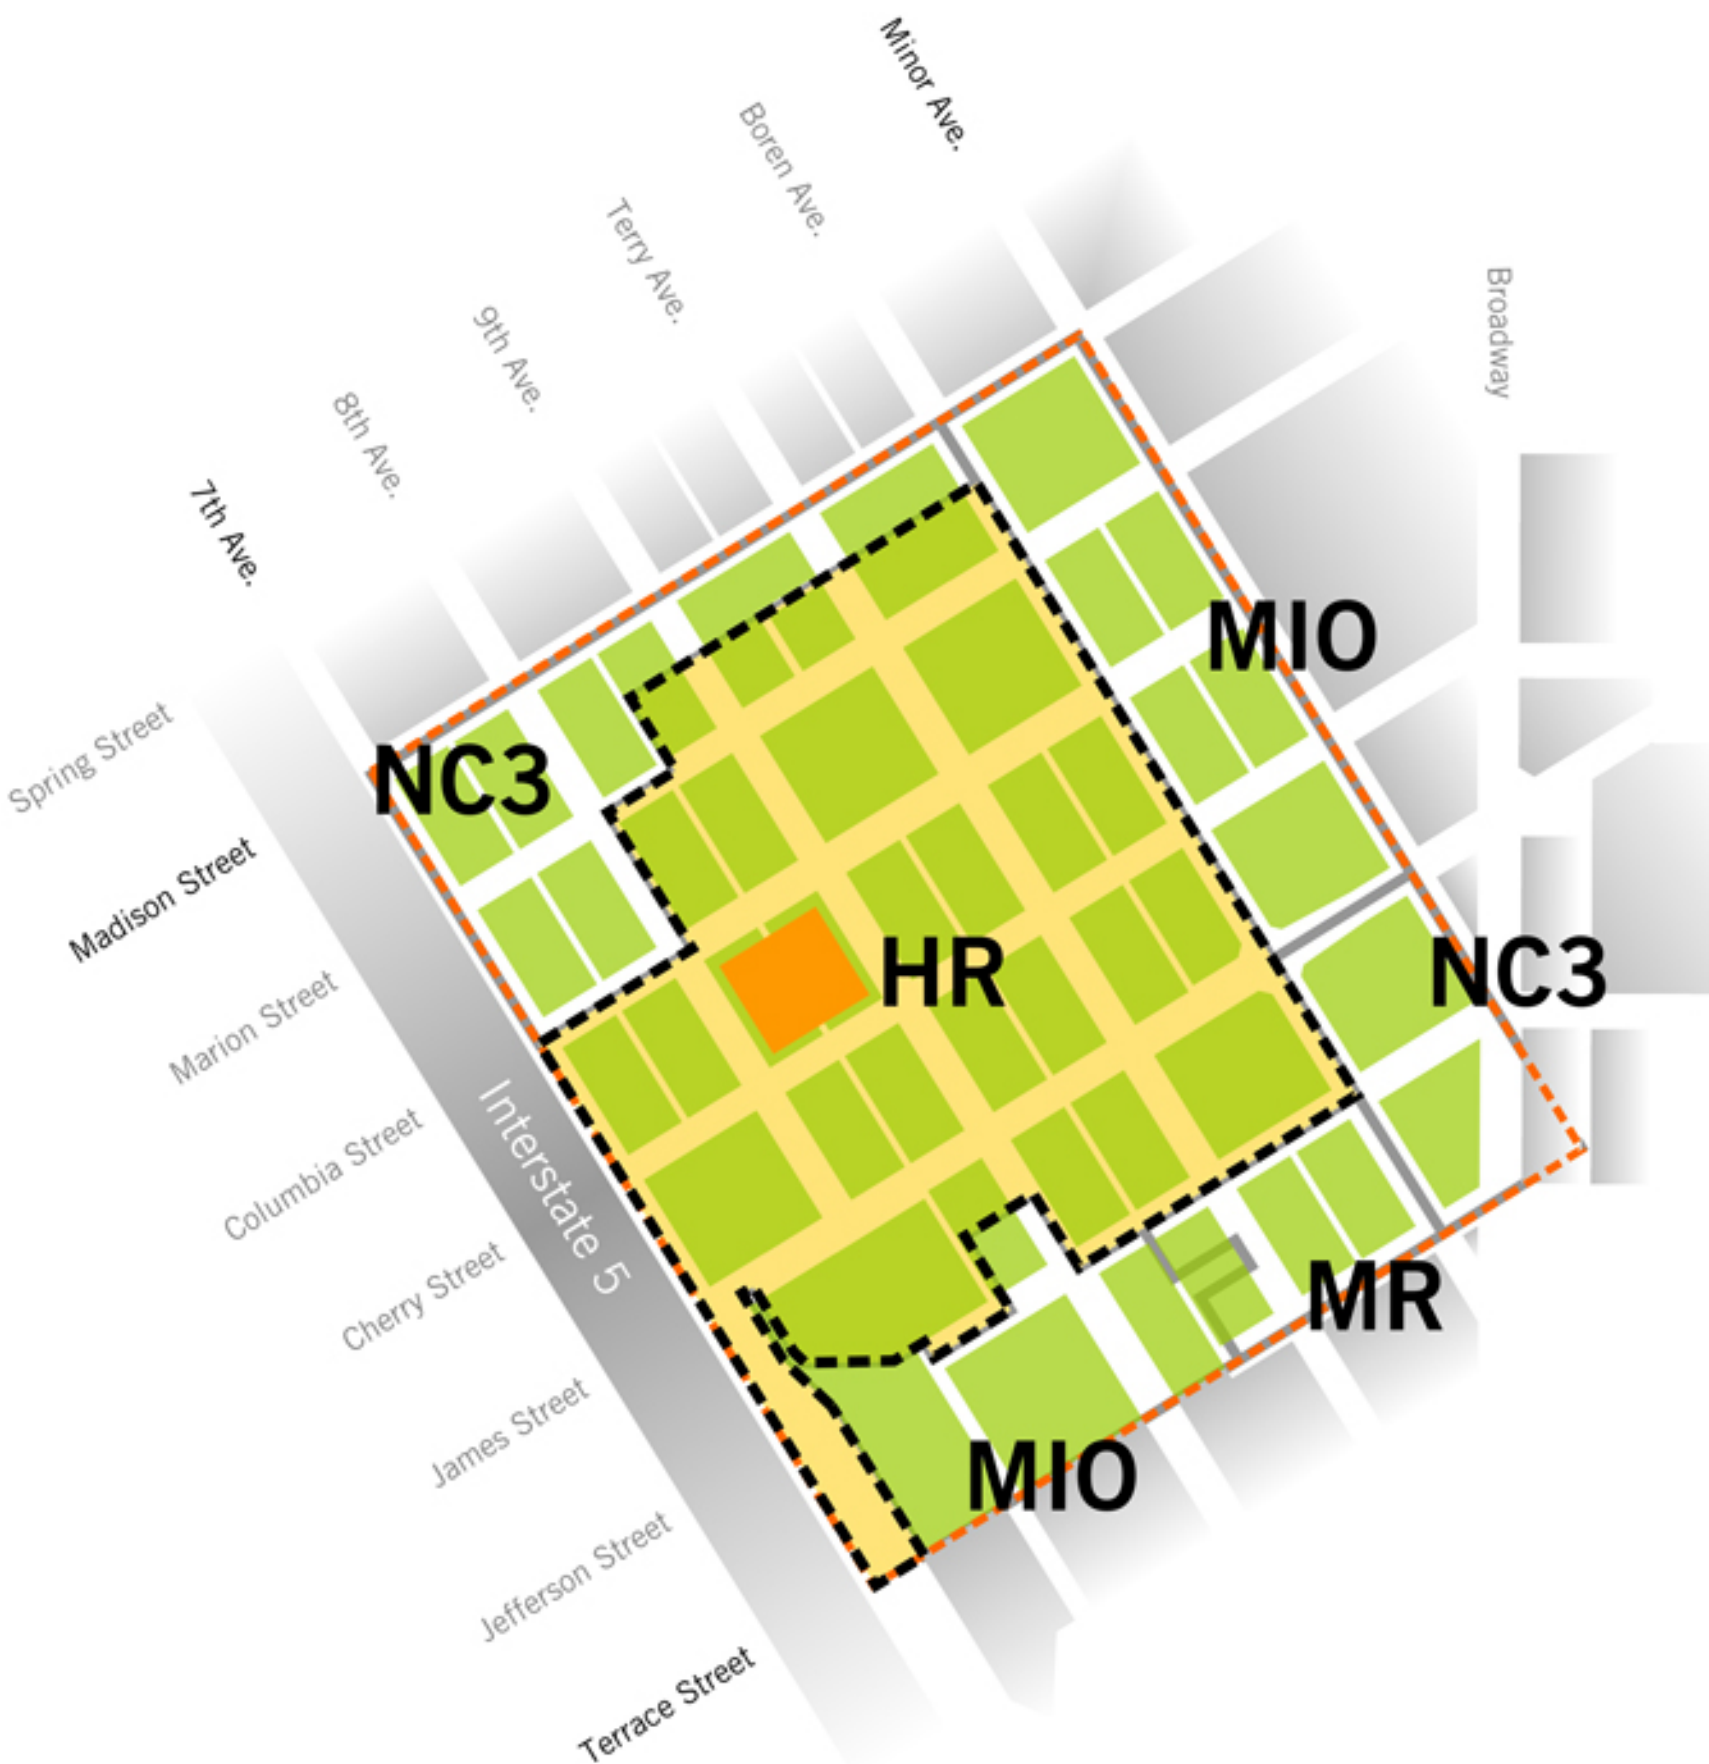 Minor Ave.
Boren Ave.
Terry Ave.
9th Ave.
8th Ave.
7th Ave.
Broadway
Spring Street
Madison Street
Marion Street
Columbia Street
Cherry Street
James Street
Jefferson Street
Terrace Street
Interstate 5
MIO
NC3
HR
NC3
MR
MIO